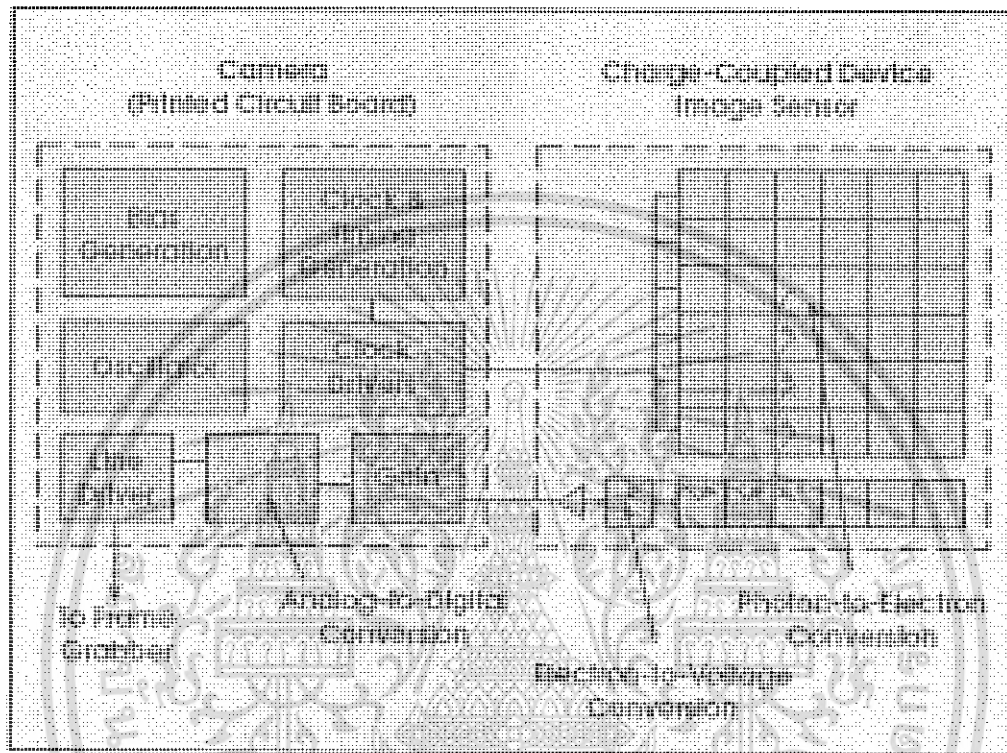 Camera
(Printed Circuit Board)
Charge-Coupled Device
Image Sensor
Bias
Generation
Clock &
Timing
Generation
Oscillator
Clock
Drivers
Line
Driver
Gain
To Frame
Grabber
Analog-to-Digital
Conversion
Photon-to-Electron
Conversion
Electron-to-Voltage
Conversion